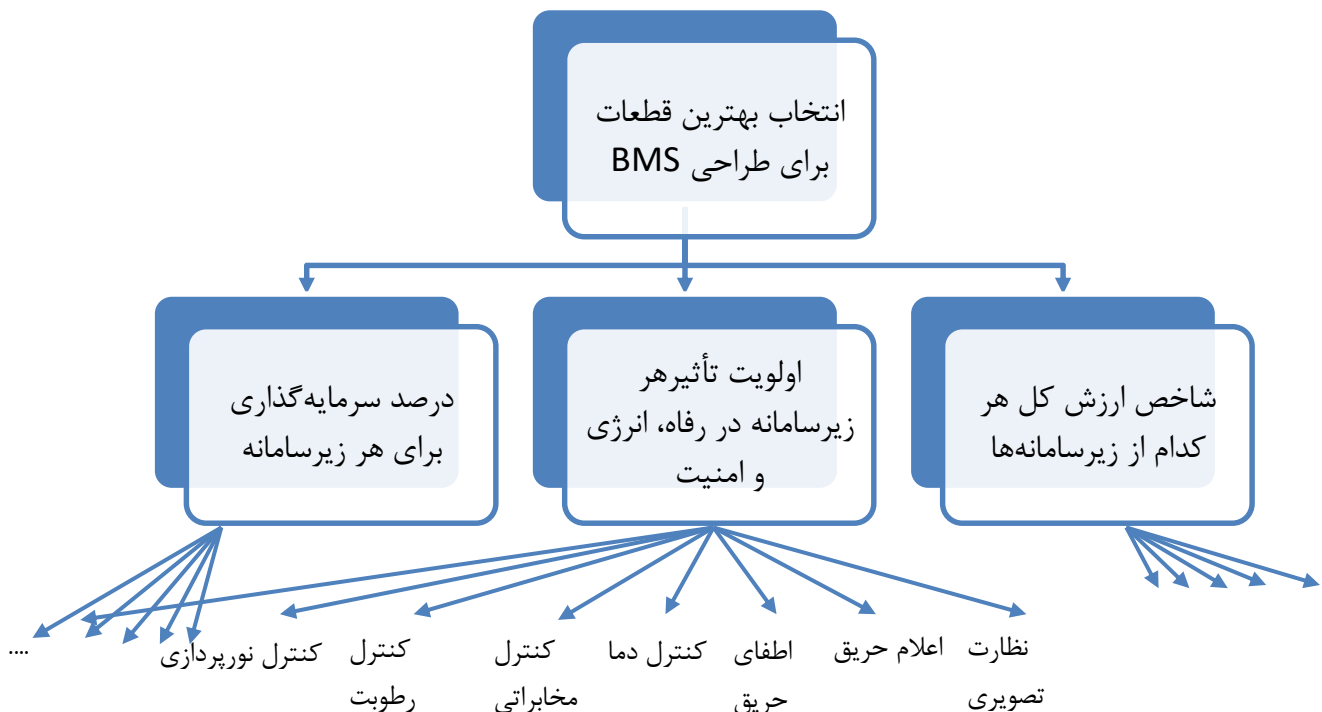 انتخاب بهترین قطعات
برای طراحی BMS
شاخص ارزش کل هر
کدام از زیرسامانه‌ها
اولویت تأثیرهر
زیرسامانه در رفاه، انرژی
و امنیت
درصد سرمایه‌گذاری
برای هر زیرسامانه
نظارت
تصویری
اعلام حریق
اطفای
حریق
کنترل دما
کنترل
مخابراتی
کنترل
رطوبت
کنترل نورپردازی
....